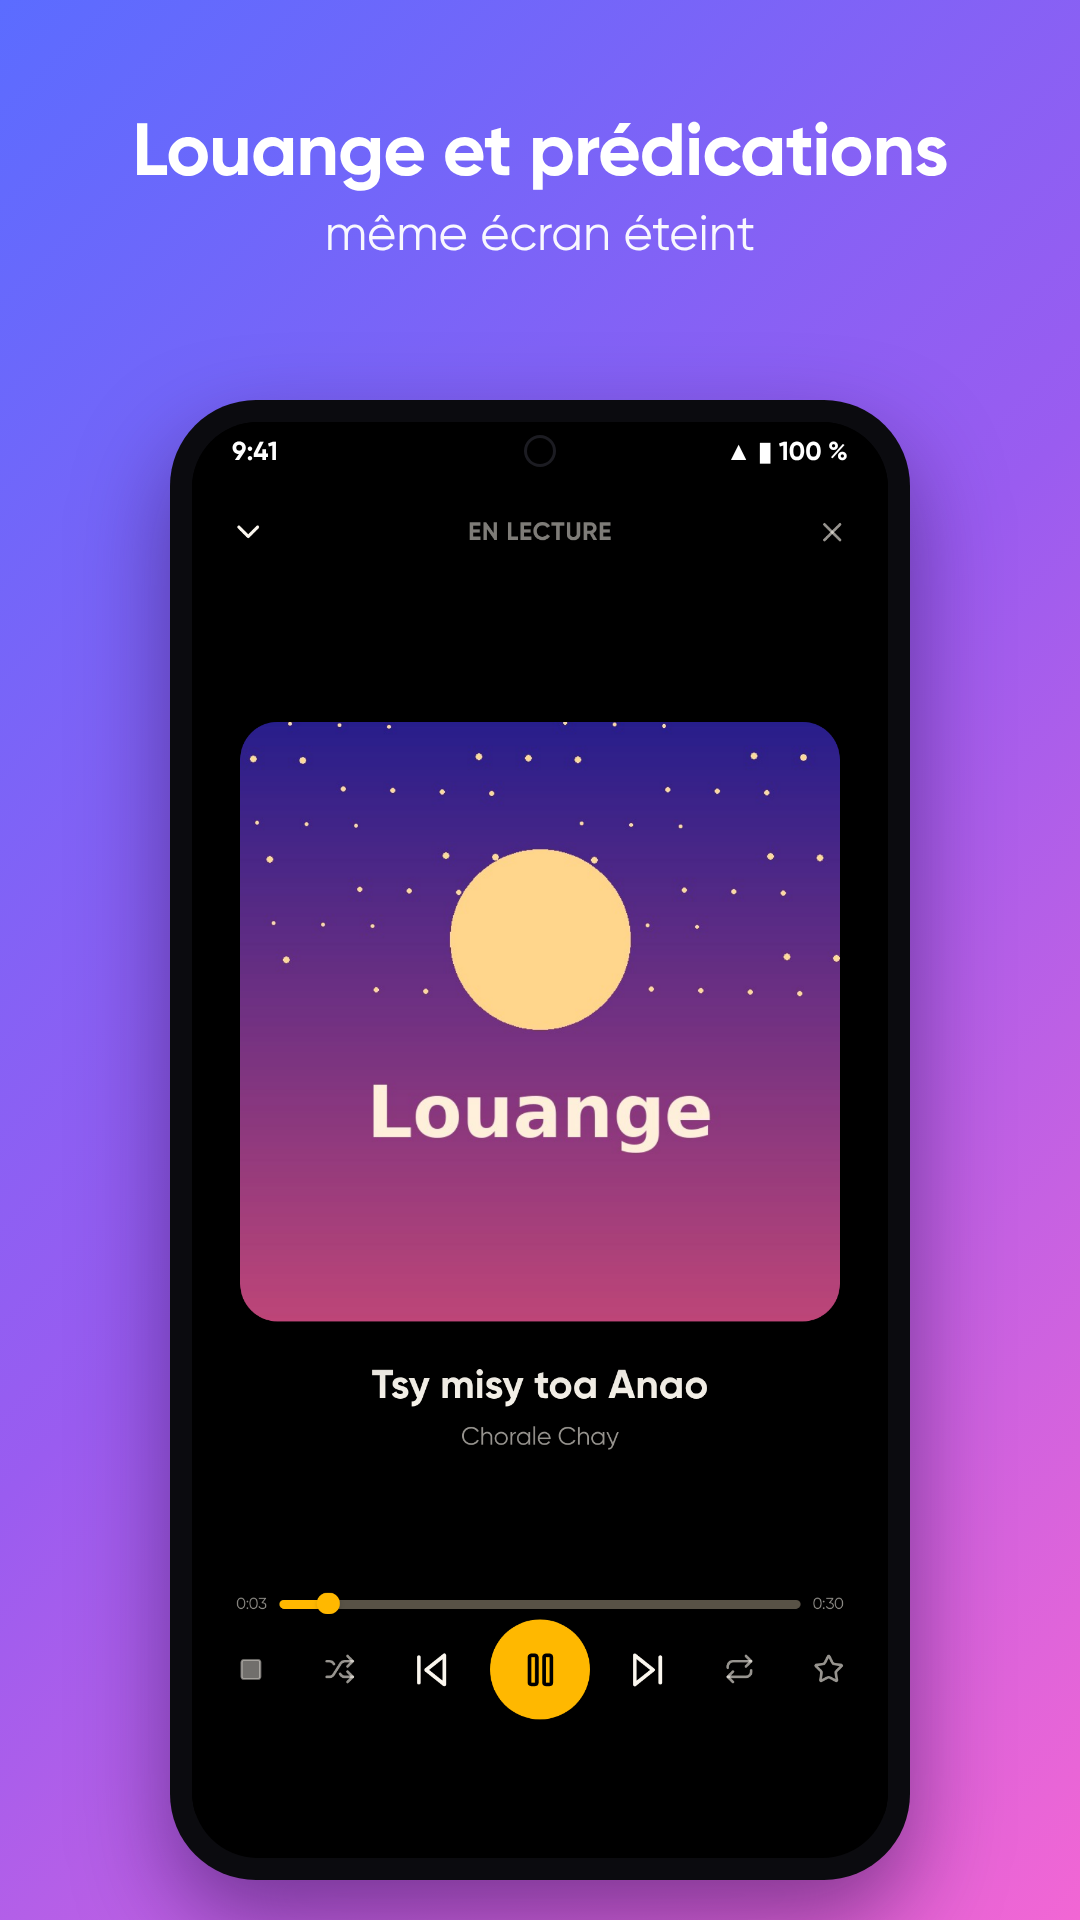 Louange et prédications
même écran éteint
9:41
100 %
EN LECTURE
Louange
Tsy misy toa Anao
Chorale Chay
0:03
0:30